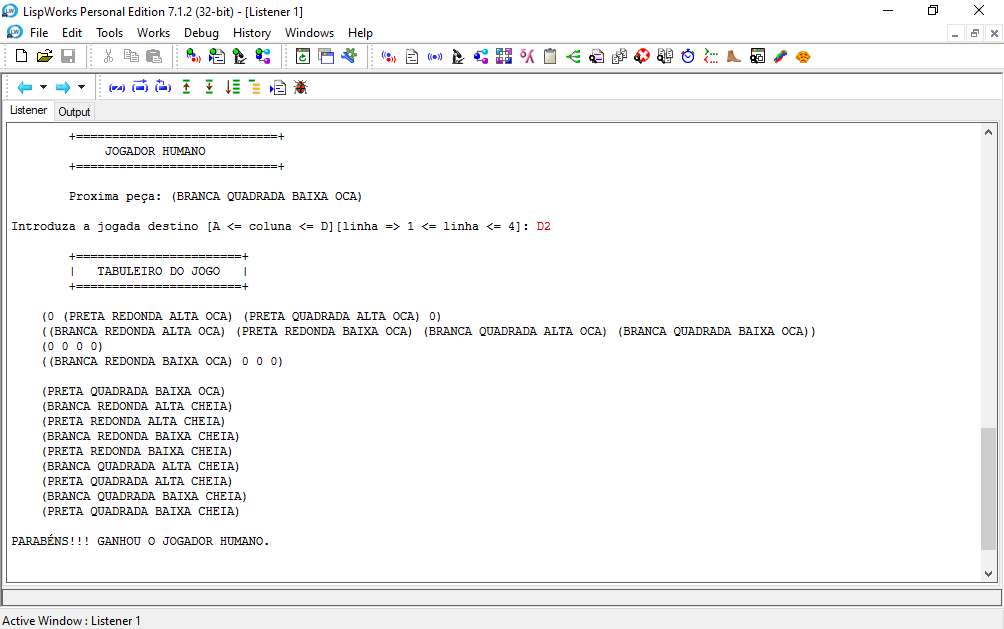 LispWorks Personal Edition 7.1.2 (32-bit) - [Listener 1]
File Edit Tools Works Debug History Windows Help
Listener Output
+============================+
JOGADOR HUMANO
+============================+
Proxima peça: (BRANCA QUADRADA BAIXA OCA)
Introduza a jogada destino [A <= coluna <= D][linha => 1 <= linha <= 4]: D2
+=======================+
| TABULEIRO DO JOGO |
+=======================+
(0 (PRETA REDONDA ALTA OCA) (PRETA QUADRADA ALTA OCA) 0)
((BRANCA REDONDA ALTA OCA) (PRETA REDONDA BAIXA OCA) (BRANCA QUADRADA ALTA OCA) (BRANCA QUADRADA BAIXA OCA))
(0 0 0 0)
((BRANCA REDONDA BAIXA OCA) 0 0 0)
(PRETA QUADRADA BAIXA OCA)
(BRANCA REDONDA ALTA CHEIA)
(PRETA REDONDA ALTA CHEIA)
(BRANCA REDONDA BAIXA CHEIA)
(PRETA REDONDA BAIXA CHEIA)
(BRANCA QUADRADA ALTA CHEIA)
(PRETA QUADRADA ALTA CHEIA)
(BRANCA QUADRADA BAIXA CHEIA)
(PRETA QUADRADA BAIXA CHEIA)
PARABÉNS!!! GANHOU O JOGADOR HUMANO.
Active Window : Listener 1